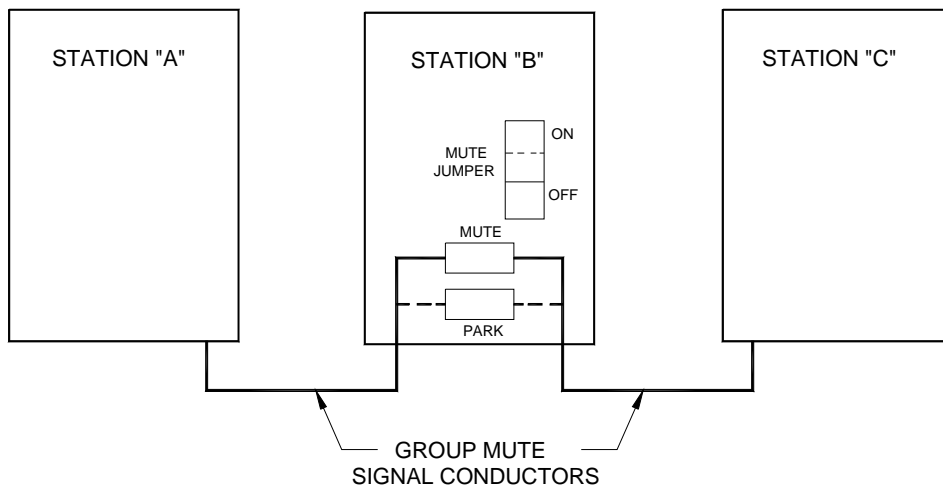 STATION "A"
STATION "B"
STATION "C"
ON
MUTE
JUMPER
OFF
MUTE
PARK
GROUP MUTE
SIGNAL CONDUCTORS